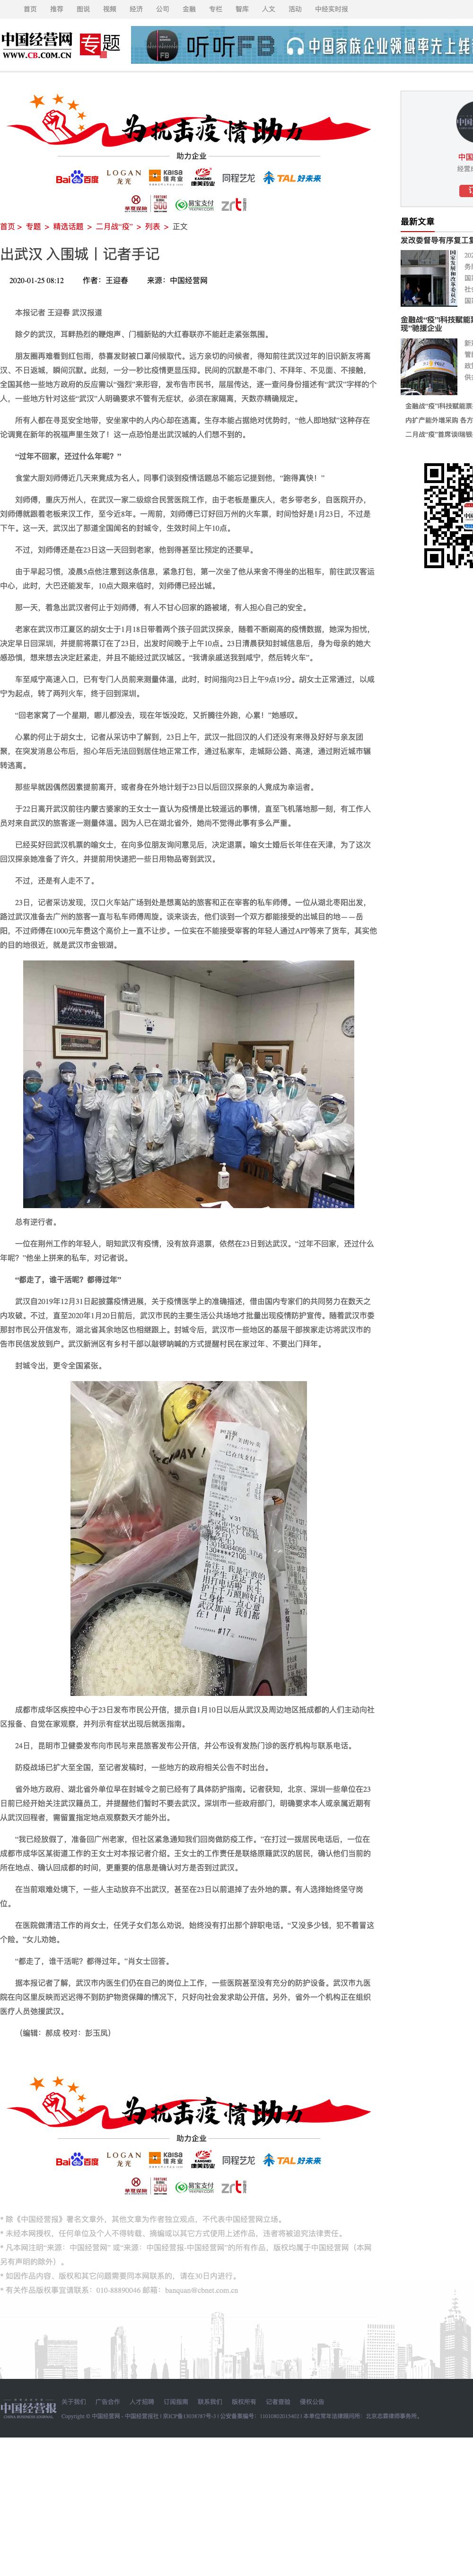 首页 推荐 图说 视频 经济 公司 金融 专栏 智库 人文 活动 中经实时报
中国经营网 专题
WWW.CB.COM.CN
听听FB 中国家族企业领域率先上线
为抗击疫情助力
助力企业
Bai百度 LOGAN 龙光 Kaisa 佳兆业 康美药业 同程艺龙 TAL好未来
荣意保网 FORTUNE GLOBAL 500 易宝支付 YEEPAY.COM zrt
首页 > 专题 > 精选话题 > 二月战“疫” > 列表 > 正文
出武汉 入围城丨记者手记
2020-01-25 08:12 作者：王迎春 来源：中国经营网
本报记者 王迎春 武汉报道
除夕的武汉，耳畔热烈的鞭炮声、门楣新贴的大红春联亦不能赶走紧张氛围。
朋友圈再难看到红包雨，恭喜发财被口罩问候取代。远方亲切的问候者，得知前往武汉过年的旧识新友将离
汉、不日返城，瞬间沉默。此刻，一分一秒比疫情更显压抑。民间的沉默是不串门、不拜年、不见面、不接触，
全国其他一些地方政府的反应需以“强烈”来形容，发布告市民书，层层传达，逐一查问身份描述有“武汉”字样的个
人，一些地方针对这些“武汉”人明确要求不管有无症状，必须在家隔离，天数亦精确规定。
所有人都在寻觅安全地带，安坐家中的人内心却在逃离。生存本能占据绝对优势时，“他人即地狱”这种存在
论调竟在新年的祝福声里生效了！这一点恐怕是出武汉城的人们想不到的。
“过年不回家，还过什么年呢？”
食堂大厨刘师傅近几天来竟成为名人。同事们谈到疫情话题总不能忘记提到他，“跑得真快！”
刘师傅，重庆万州人，在武汉一家二级综合民营医院工作，由于老板是重庆人，老乡带老乡，自医院开办，
刘师傅就跟着老板来汉工作，至今近8年。一周前，刘师傅已订好回万州的火车票，时间恰好是1月23日，不过是
下午。这一天，武汉出了那道全国闻名的封城令，生效时间上午10点。
不过，刘师傅还是在23日这一天回到老家，他到得甚至比预定的还要早。
由于早起习惯，凌晨5点他注意到这条信息，紧急打包，第一次坐了他从来舍不得坐的出租车，前往武汉客运
中心，此时，大巴还能发车，10点大限来临时，刘师傅已经出城。
那一天，着急出武汉者何止于刘师傅，有人不甘心回家的路被堵，有人担心自己的安全。
老家在武汉市江夏区的胡女士于1月18日带着两个孩子回武汉探亲，随着不断刷高的疫情数据，她深为担忧，
决定早日回深圳，并提前将票订在了23日，出发时间晚于上午10点。23日清晨获知封城信息后，身为母亲的她大
感恐惧，想来想去决定赶紧走，并且不能经过武汉城区。“我请亲戚送我到咸宁，然后转火车”。
车至咸宁高速入口，已有专门人员前来测量体温，此时，时间指向23日上午9点19分。胡女士正常通过，以咸
宁为起点，转了两列火车，终于回到深圳。
“回老家窝了一个星期，哪儿都没去，现在年饭没吃，又折腾往外跑，心累！”她感叹。
心累的何止于胡女士，记者从采访中了解到，23日上午，武汉一批回汉的人们还没有来得及好好与亲友团
聚，在突发消息公布后，担心年后无法回到居住地正常工作，通过私家车，走城际公路、高速，通过附近城市辗
转逃离。
那些早就因偶然因素提前离开，或者身在外地计划于23日以后回汉探亲的人竟成为幸运者。
于22日离开武汉前往内蒙古婆家的王女士一直认为疫情是比较遥远的事情，直至飞机落地那一刻，有工作人
员对来自武汉的旅客逐一测量体温。因为人已在湖北省外，她尚不觉得此事有多么严重。
已经买好回武汉机票的喻女士，在向多位朋友询问意见后，决定退票。喻女士婚后长年住在天津，为了这次
回汉探亲她准备了许久，并提前用快递把一些日用物品寄到武汉。
不过，还是有人走不了。
23日，记者采访发现，汉口火车站广场到处是想离站的旅客和正在宰客的私车师傅。一位从湖北枣阳出发，
路过武汉准备去广州的旅客一直与私车师傅周旋。谈来谈去，他们谈到一个双方都能接受的出城目的地——岳
阳，不过师傅在1000元车费这个高价上一直不让步。一位实在不能接受宰客的年轻人通过APP等来了货车，其实他
的目的地很近，就是武汉市金银湖。
总有逆行者。
一位在荆州工作的年轻人，明知武汉有疫情，没有放弃退票，依然在23日到达武汉。“过年不回家，还过什么
年呢？”他坐上拼来的私车，对记者说。
“都走了，谁干活呢？都得过年”
武汉自2019年12月31日起披露疫情进展，关于疫情医学上的准确描述，借由国内专家们的共同努力在数天之
内攻破。不过，直至2020年1月20日前后，武汉市民的主要生活公共场地才批量出现疫情防护宣传。随着武汉市委
那封市民公开信发布，湖北省其余地区也相继跟上。封城令后，武汉市一些地区的基层干部挨家走访将武汉市的
告市民信发放到户。武汉新洲区有乡村干部以敲锣呐喊的方式提醒村民在家过年、不要出门拜年。
封城令出，更令全国紧张。
成都市成华区疾控中心于23日发布市民公开信，提示自1月10日以后从武汉及周边地区抵成都的人们主动向社
区报备、自觉在家观察，并列示有症状出现后就医指南。
24日，昆明市卫健委发布向市民与来昆旅客发布公开信，并公布设有发热门诊的医疗机构与联系电话。
防疫战场已扩大至全国，至记者发稿时，一些地方的政府相关公告不时出台。
省外地方政府、湖北省外单位早在封城令之前已经有了具体防护指南。记者获知，北京、深圳一些单位在23
日前已经开始关注武汉籍员工，并提醒他们暂时不要去武汉。深圳市一些政府部门，明确要求本人或亲属近期有
从武汉回程者，需留置指定地点观察数天才能外出。
“我已经放假了，准备回广州老家，但社区紧急通知我们回岗做防疫工作。”在打过一拨居民电话后，一位在
成都市成华区某街道工作的王女士对本报记者介绍。王女士的工作责任是联络原籍武汉的居民，确认他们当前的
所在地点、确认回成都的时间，更重要的信息是确认对方是否到过武汉。
在当前艰难处境下，一些人主动放弃不出武汉，甚至在23日以前退掉了去外地的票。有人选择始终坚守岗
位。
在医院做清洁工作的肖女士，任凭子女们怎么劝说，始终没有打出那个辞职电话。“又没多少钱，犯不着冒这
个险。”女儿劝她。
“都走了，谁干活呢？都得过年。”肖女士回答。
据本报记者了解，武汉市内医生们仍在自己的岗位上工作，一些医院甚至没有充分的防护设备。武汉市九医
院在向区里反映而迟迟得不到防护物资保障的情况下，只好向社会发求助公开信。另外，省外一个机构正在组织
医疗人员弛援武汉。
（编辑：郝成 校对：彭玉凤）
为抗击疫情助力
助力企业
Bai百度 LOGAN 龙光 Kaisa 佳兆业 康美药业 同程艺龙 TAL好未来
荣意保网 FORTUNE GLOBAL 500 易宝支付 YEEPAY.COM zrt
* 除《中国经营报》署名文章外，其他文章为作者独立观点，不代表中国经营网立场。
* 未经本网授权，任何单位及个人不得转载、摘编或以其它方式使用上述作品，违者将被追究法律责任。
* 凡本网注明“来源：中国经营网” 或“来源：中国经营报-中国经营网”的所有作品，版权均属于中国经营网（本网
另有声明的除外）。
* 如因作品内容、版权和其它问题需要同本网联系的，请在30日内进行。
* 有关作品版权事宜请联系：010-88890046 邮箱：banquan@cbnet.com.cn
最新文章
发改委督导有序复工复
金融战“疫”|科技赋能
现“驰援企业
金融战“疫”|科技赋能票
内扩产能外增采购 各方
二月战“疫”首席谈|瑞银
中国经营报 关于我们 广告合作 人才招聘 订阅指南 联系我们 版权所有 记者查验 侵权公告
CHINA BUSINESS JOURNAL